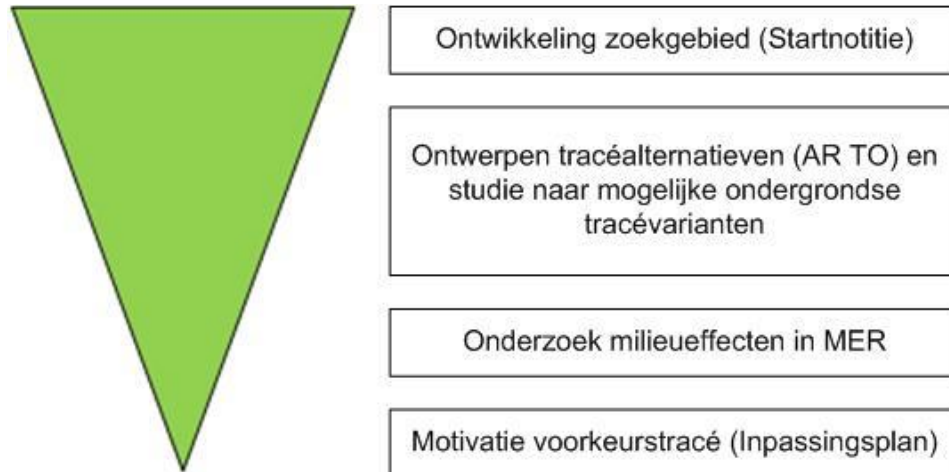 Ontwikkeling zoekgebied (Startnotitie)
Ontwerpen tracéalternatieven (AR TO) en
studie naar mogelijke ondergrondse
tracévarianten
Onderzoek milieueffecten in MER
Motivatie voorkeurstracé (Inpassingsplan)